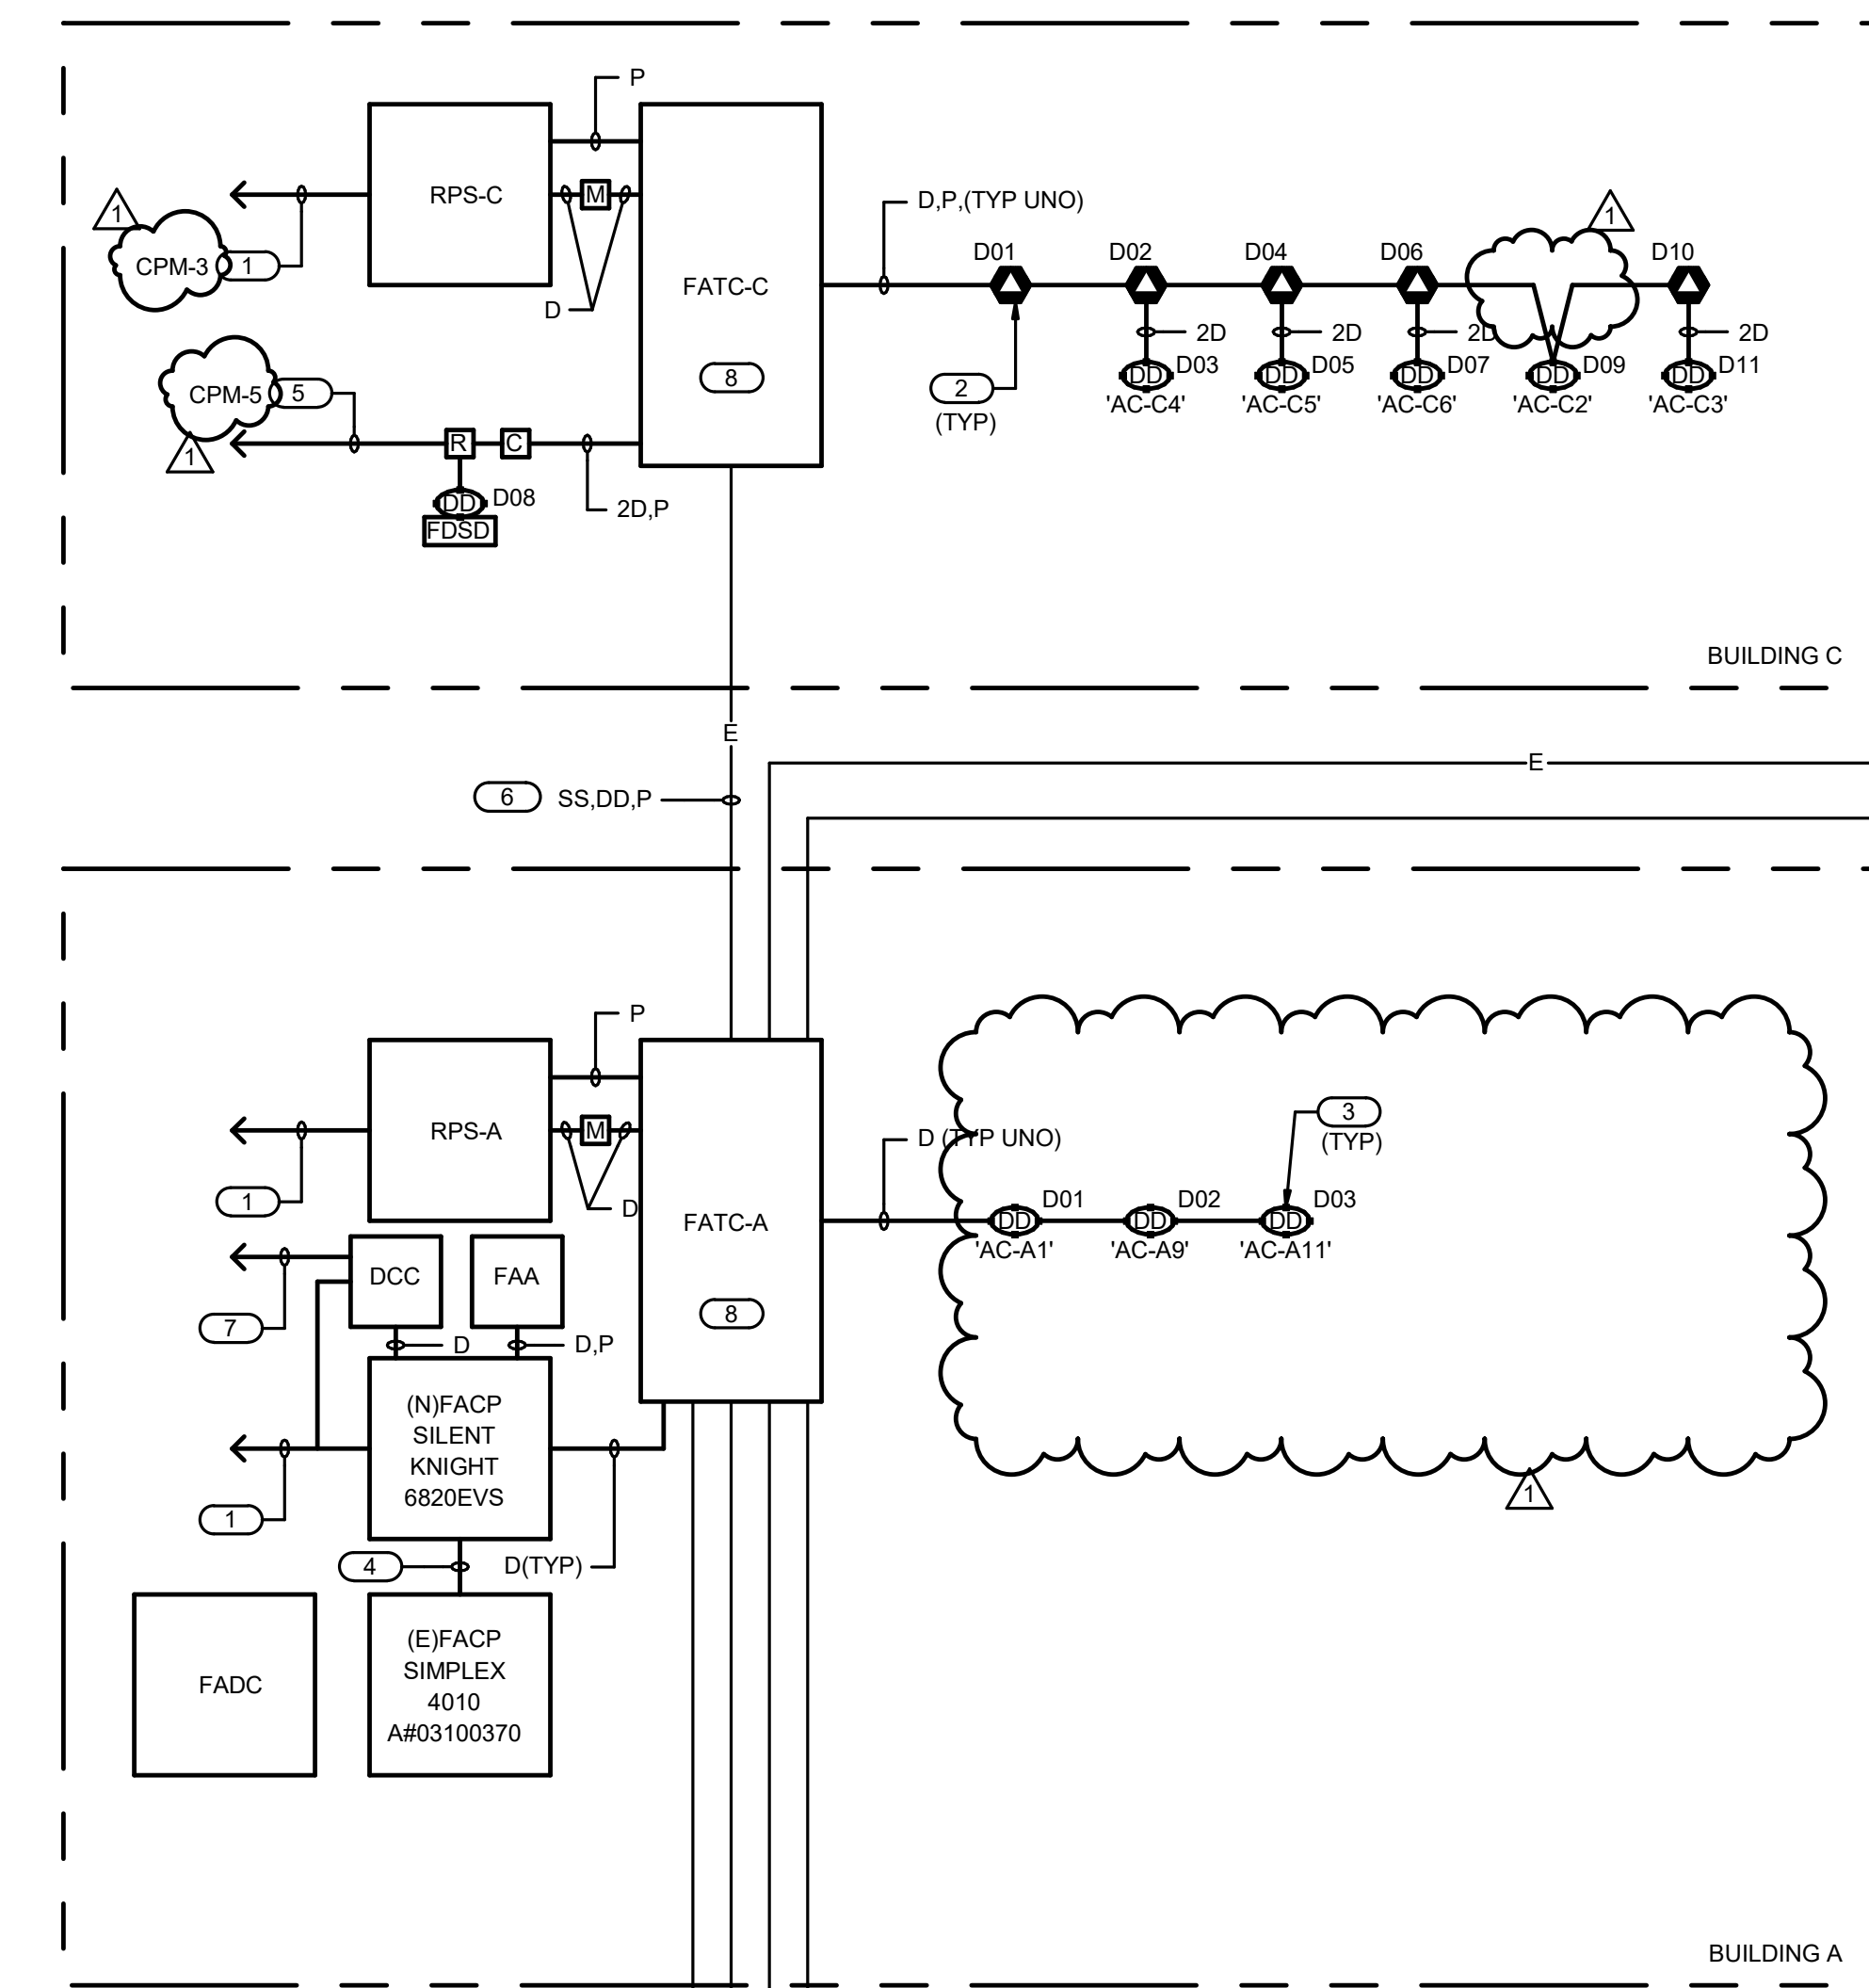 P
RPS-C
M
D
1
CPM-3
1
FATC-C
8
D,P,(TYP UNO)
D01
D02
D04
D06
1
D10
2D
2D
2D
2D
DD D03
DD D05
DD D07
DD D09
DD D11
'AC-C4'
'AC-C5'
'AC-C6'
'AC-C2'
'AC-C3'
2
(TYP)
CPM-5
5
1
R
C
DD D08
FDSD
2D,P
BUILDING C
E
E
6 SS,DD,P
P
RPS-A
M
D
1
FATC-A
8
D (TYP UNO)
3
(TYP)
DD D01
DD D02
DD D03
'AC-A1'
'AC-A9'
'AC-A11'
1
DCC
FAA
7
D
D,P
(N)FACP
SILENT
KNIGHT
6820EVS
1
4
D(TYP)
FADC
(E)FACP
SIMPLEX
4010
A#03100370
BUILDING A